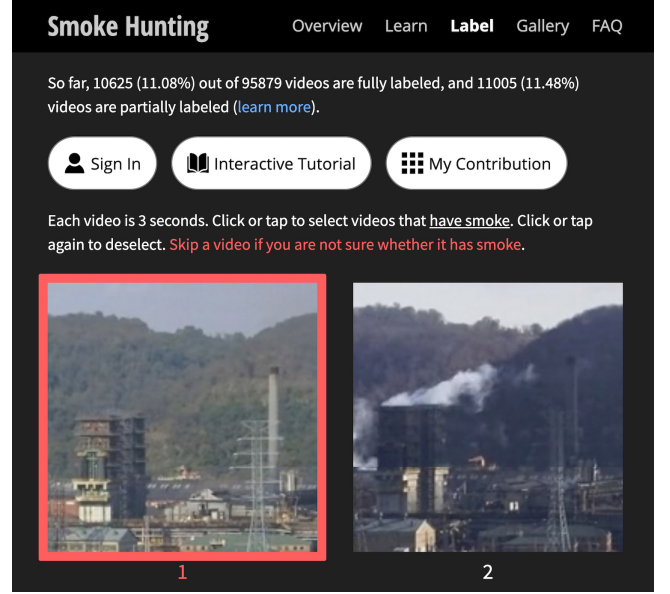 Smoke Hunting
Overview Learn Label Gallery FAQ
So far, 10625 (11.08%) out of 95879 videos are fully labeled, and 11005 (11.48%)
videos are partially labeled (learn more).
Sign In
Interactive Tutorial
My Contribution
Each video is 3 seconds. Click or tap to select videos that have smoke. Click or tap
again to deselect. Skip a video if you are not sure whether it has smoke.
1
2